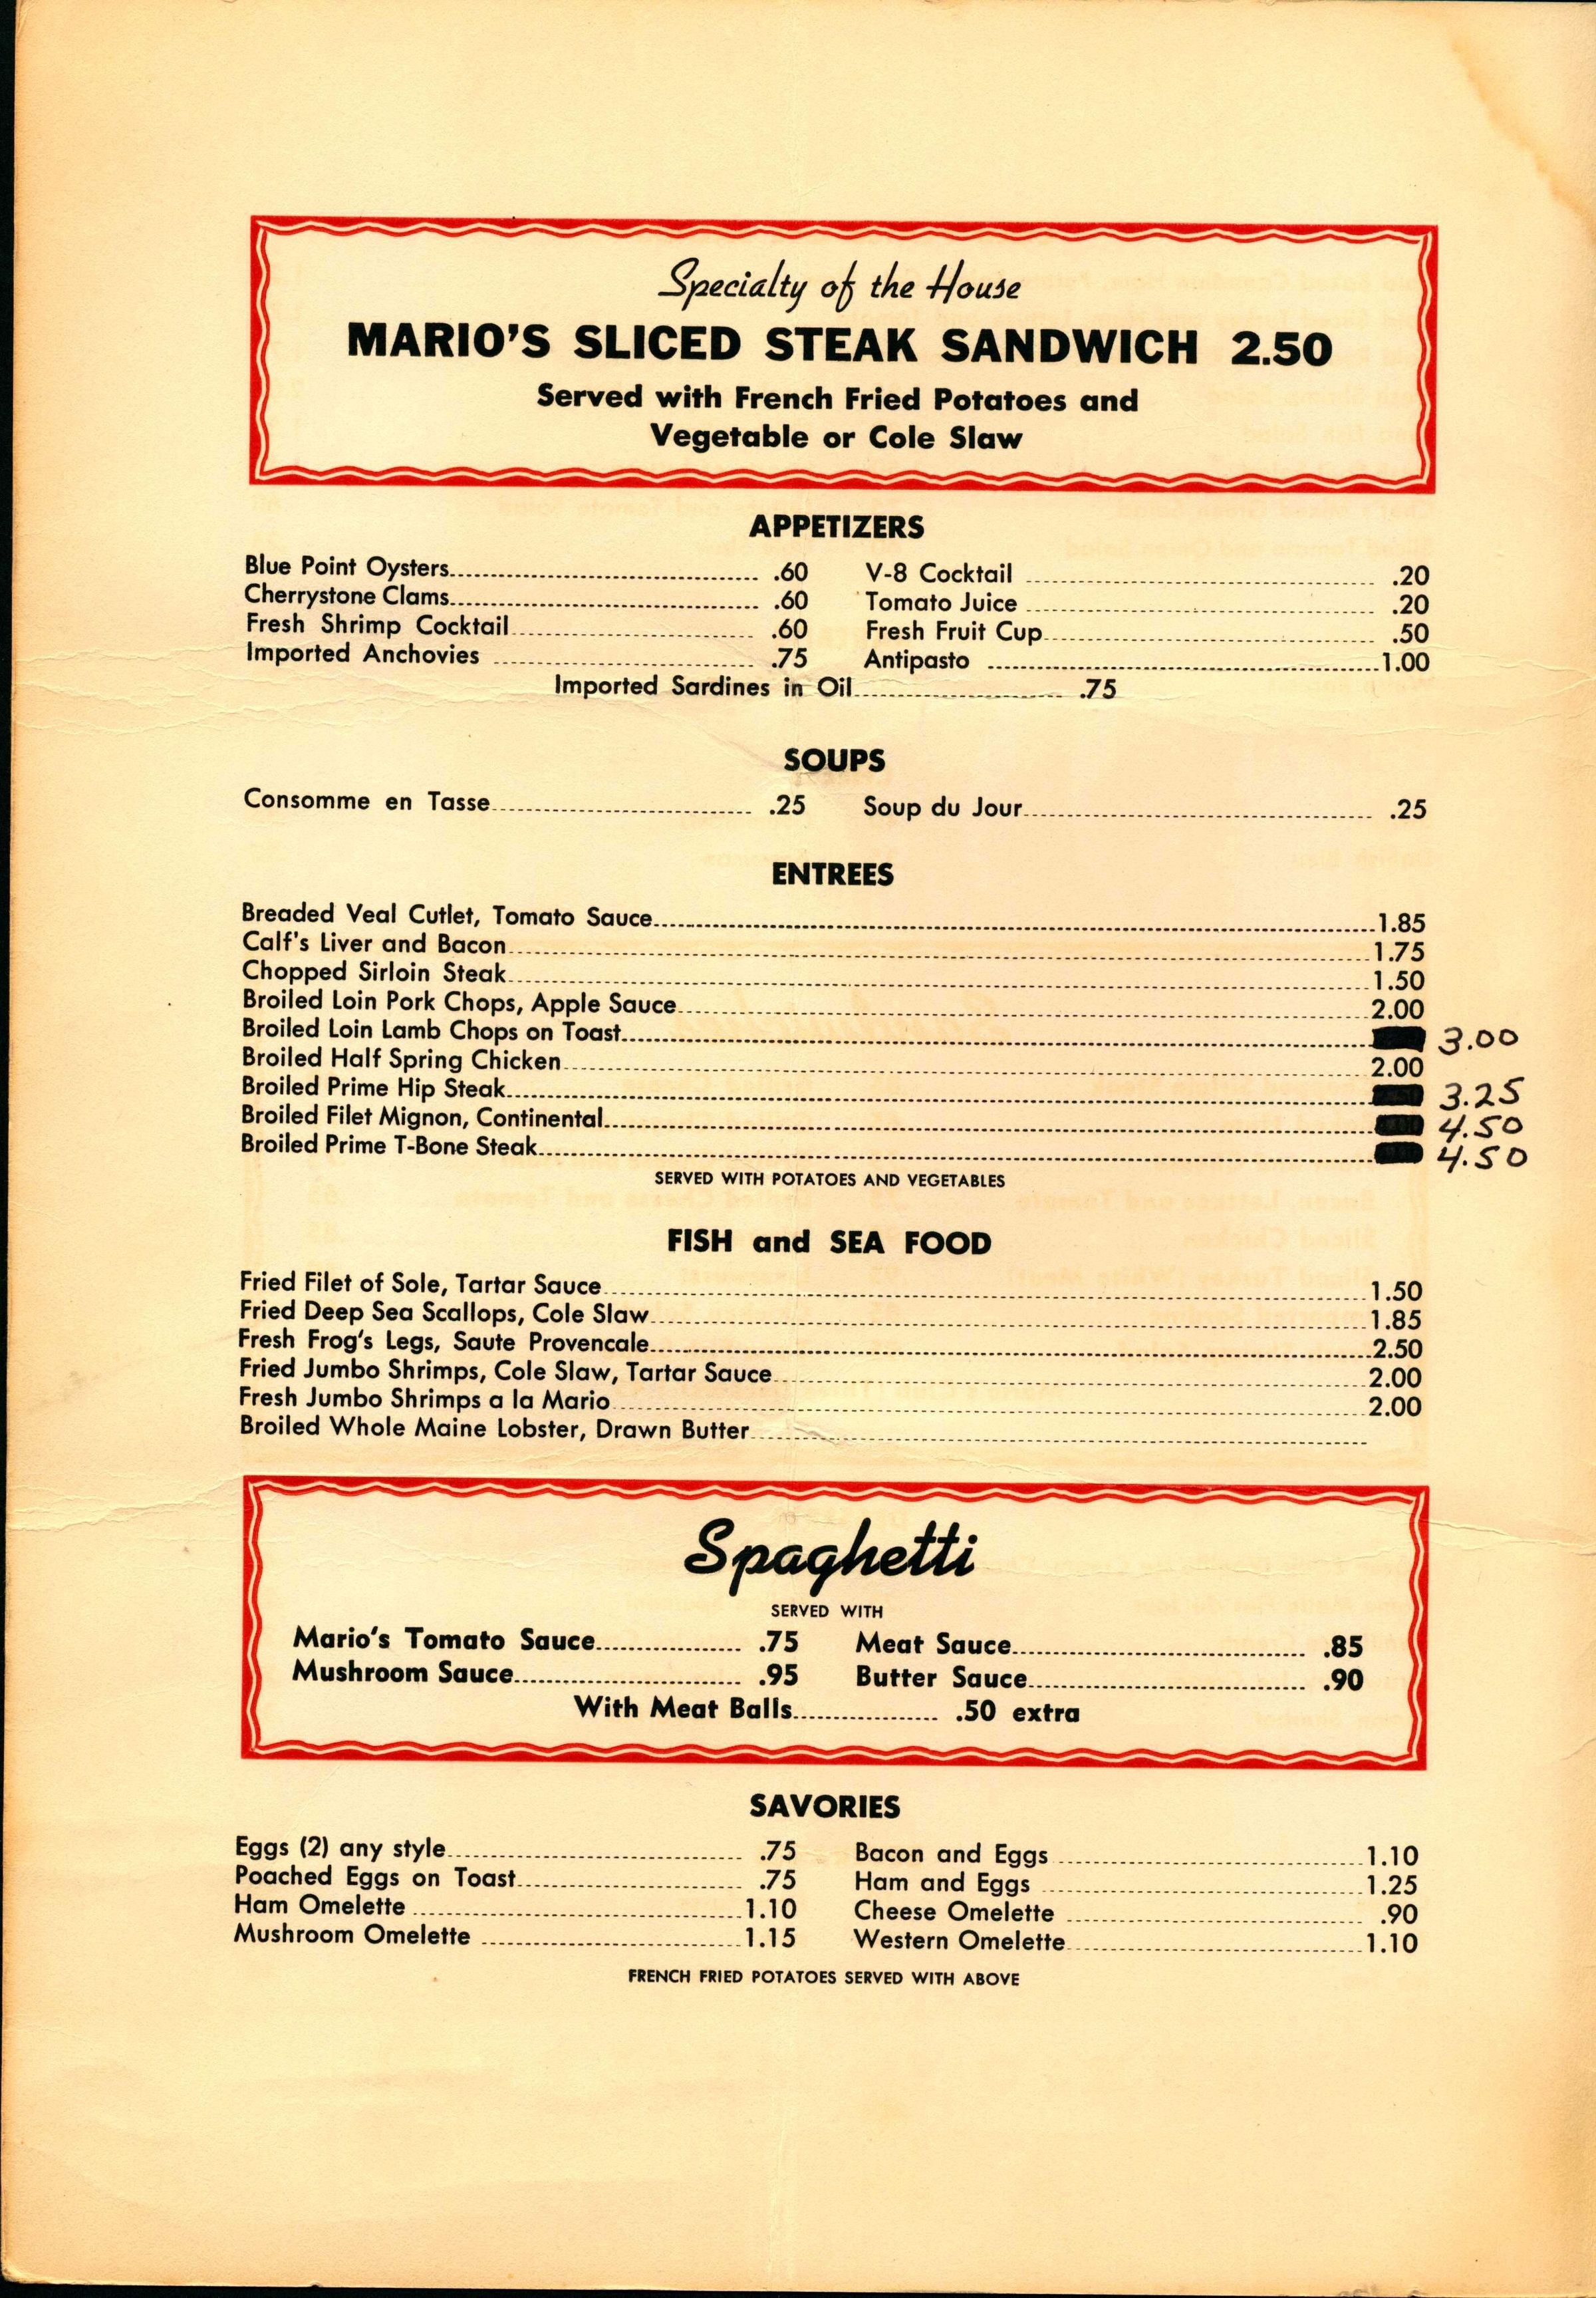 Specialty of the House
MARIO'S SLICED STEAK SANDWICH 2.50
Served with French Fried Potatoes and
Vegetable or Cole Slaw
APPETIZERS
Blue Point Oysters .60 V-8 Cocktail .20
Cherrystone Clams .60 Tomato Juice .20
Fresh Shrimp Cocktail .60 Fresh Fruit Cup .50
Imported Anchovies .75 Antipasto 1.00
Imported Sardines in Oil .75
SOUPS
Consomme en Tasse .25 Soup du Jour .25
ENTREES
Breaded Veal Cutlet, Tomato Sauce 1.85
Calf's Liver and Bacon 1.75
Chopped Sirloin Steak 1.50
Broiled Loin Pork Chops, Apple Sauce 2.00
Broiled Loin Lamb Chops on Toast 3.00
Broiled Half Spring Chicken 2.00
Broiled Prime Hip Steak 3.25
Broiled Filet Mignon, Continental 4.50
Broiled Prime T-Bone Steak 4.50
SERVED WITH POTATOES AND VEGETABLES
FISH and SEA FOOD
Fried Filet of Sole, Tartar Sauce 1.50
Fried Deep Sea Scallops, Cole Slaw 1.85
Fresh Frog's Legs, Saute Provencale 2.50
Fried Jumbo Shrimps, Cole Slaw, Tartar Sauce 2.00
Fresh Jumbo Shrimps a la Mario 2.00
Broiled Whole Maine Lobster, Drawn Butter
Spaghetti
SERVED WITH
Mario's Tomato Sauce .75 Meat Sauce .85
Mushroom Sauce .95 Butter Sauce .90
With Meat Balls .50 extra
SAVORIES
Eggs (2) any style .75 Bacon and Eggs 1.10
Poached Eggs on Toast .75 Ham and Eggs 1.25
Ham Omelette 1.10 Cheese Omelette .90
Mushroom Omelette 1.15 Western Omelette 1.10
FRENCH FRIED POTATOES SERVED WITH ABOVE